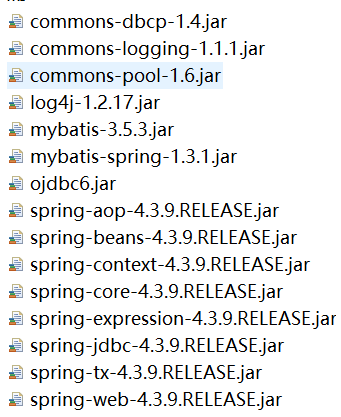 commons-dbcp-1.4.jar
commons-logging-1.1.1.jar
commons-pool-1.6.jar
log4j-1.2.17.jar
mybatis-3.5.3.jar
mybatis-spring-1.3.1.jar
ojdbc6.jar
spring-aop-4.3.9.RELEASE.jar
spring-beans-4.3.9.RELEASE.jar
spring-context-4.3.9.RELEASE.jar
spring-core-4.3.9.RELEASE.jar
spring-expression-4.3.9.RELEASE.jar
spring-jdbc-4.3.9.RELEASE.jar
spring-tx-4.3.9.RELEASE.jar
spring-web-4.3.9.RELEASE.jar